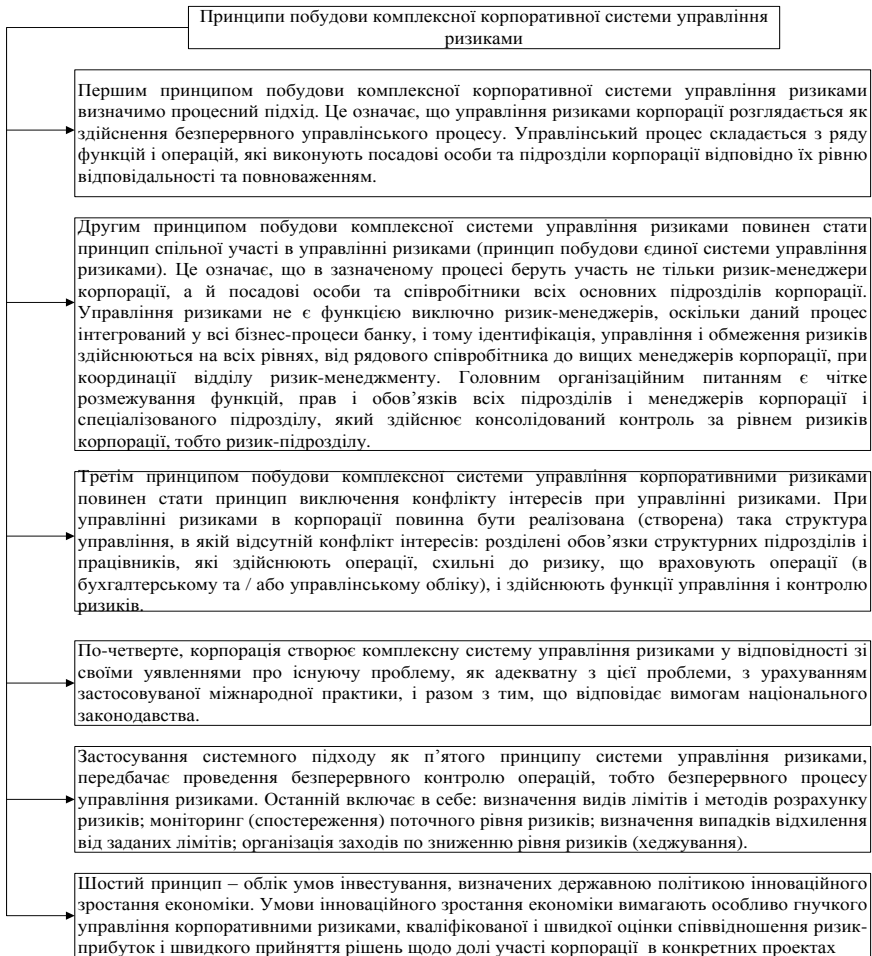 Принципи побудови комплексної корпоративної системи управління
ризиками
Першим принципом побудови комплексної корпоративної системи управління ризиками
визначимо процесний підхід. Це означає, що управління ризиками корпорації розглядається як
здійснення безперервного управлінського процесу. Управлінський процес складається з ряду
функцій і операцій, які виконують посадові особи та підрозділи корпорації відповідно їх рівню
відповідальності та повноваженням.
Другим принципом побудови комплексної системи управління ризиками повинен стати
принцип спільної участі в управлінні ризиками (принцип побудови єдиної системи управління
ризиками). Це означає, що в зазначеному процесі беруть участь не тільки ризик-менеджери
корпорації, а й посадові особи та співробітники всіх основних підрозділів корпорації.
Управління ризиками не є функцією виключно ризик-менеджерів, оскільки даний процес
інтегрований у всі бізнес-процеси банку, і тому ідентифікація, управління і обмеження ризиків
здійснюються на всіх рівнях, від рядового співробітника до вищих менеджерів корпорації, при
координації відділу ризик-менеджменту. Головним організаційним питанням є чітке
розмежування функцій, прав і обов’язків всіх підрозділів і менеджерів корпорації і
спеціалізованого підрозділу, який здійснює консолідований контроль за рівнем ризиків
корпорації, тобто ризик-підрозділу.
Третім принципом побудови комплексної системи управління корпоративними ризиками
повинен стати принцип виключення конфлікту інтересів при управлінні ризиками. При
управлінні ризиками в корпорації повинна бути реалізована (створена) така структура
управління, в якій відсутній конфлікт інтересів: розділені обов’язки структурних підрозділів і
працівників, які здійснюють операції, схильні до ризику, що враховують операції (в
бухгалтерському та / або управлінському обліку), і здійснюють функції управління і контролю
ризиків.
По-четверте, корпорація створює комплексну систему управління ризиками у відповідності зі
своїми уявленнями про існуючу проблему, як адекватну з цієї проблеми, з урахуванням
застосовуваної міжнародної практики, і разом з тим, що відповідає вимогам національного
законодавства.
Застосування системного підходу як п’ятого принципу системи управління ризиками,
передбачає проведення безперервного контролю операцій, тобто безперервного процесу
управління ризиками. Останній включає в себе: визначення видів лімітів і методів розрахунку
ризиків; моніторинг (спостереження) поточного рівня ризиків; визначення випадків відхилення
від заданих лімітів; організація заходів по зниженню рівня ризиків (хеджування).
Шостий принцип – облік умов інвестування, визначених державною політикою інноваційного
зростання економіки. Умови інноваційного зростання економіки вимагають особливо гнучкого
управління корпоративними ризиками, кваліфікованої і швидкої оцінки співвідношення ризик-
прибуток і швидкого прийняття рішень щодо долі участі корпорації в конкретних проектах